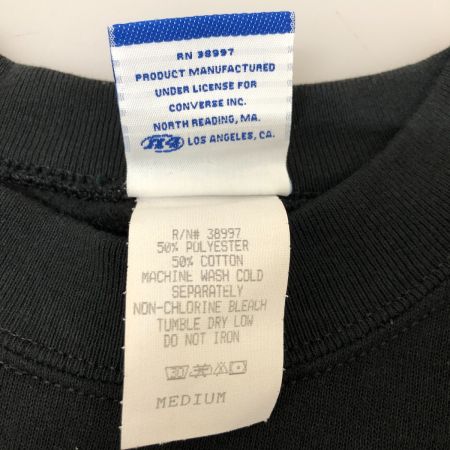 RN 38997
PRODUCT MANUFACTURED
UNDER LICENSE FOR
CONVERSE INC.
NORTH READING, MA.
LOS ANGELES, CA.
R/N# 38997
50% POLYESTER
50% COTTON
MACHINE WASH COLD
SEPARATELY
NON-CHLORINE BLEACH
TUMBLE DRY LOW
DO NOT IRON
MEDIUM